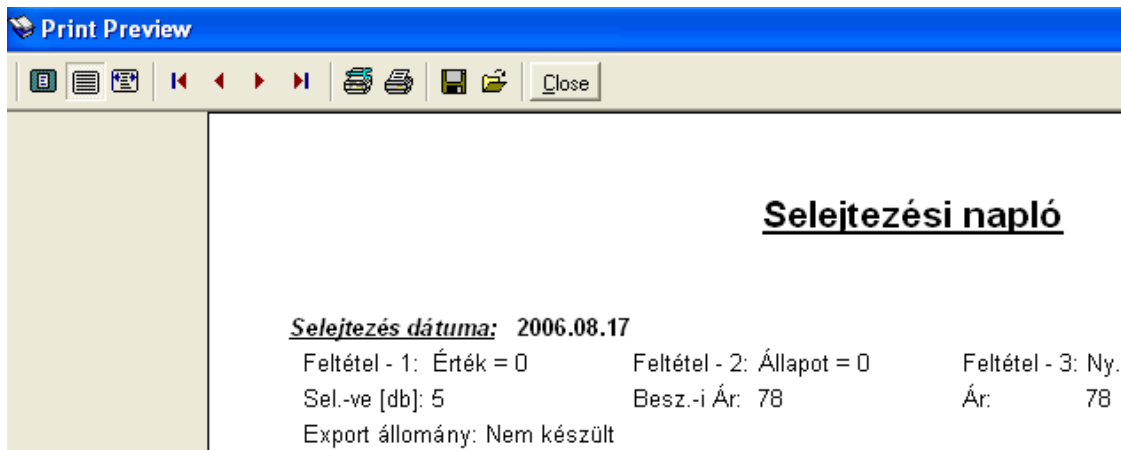 Print Preview
Close
Selejtezési napló
Selejtezés dátuma: 2006.08.17
Feltétel - 1: Érték = 0 Feltétel - 2: Állapot = 0 Feltétel - 3: Ny.
Sel.-ve [db]: 5 Besz.-i Ár: 78 Ár: 78
Export állomány: Nem készült